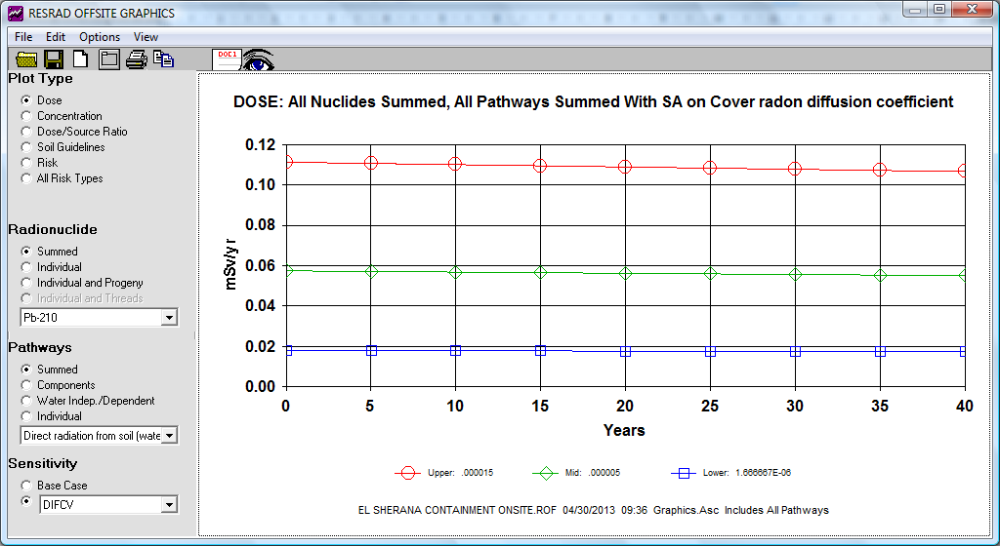 RESRAD OFFSITE GRAPHICS
File Edit Options View
DOE1
Plot Type
Dose
Concentration
Dose/Source Ratio
Soil Guidelines
Risk
All Risk Types
Radionuclide
Summed
Individual
Individual and Progeny
Individual and Threads
Pb-210
Pathways
Summed
Components
Water Indep./Dependent
Individual
Direct radiation from soil (wate
Sensitivity
Base Case
DIFCV
DOSE: All Nuclides Summed, All Pathways Summed With SA on Cover radon diffusion coefficient
0.12
0.10
0.08
0.06
0.04
0.02
0.00
mSv/yr
0 5 10 15 20 25 30 35 40
Years
Upper: .000015 Mid: .000005 Lower: 1.666667E-06
EL SHERANA CONTAINMENT ONSITE.ROF 04/30/2013 09:36 Graphics.Asc Includes All Pathways